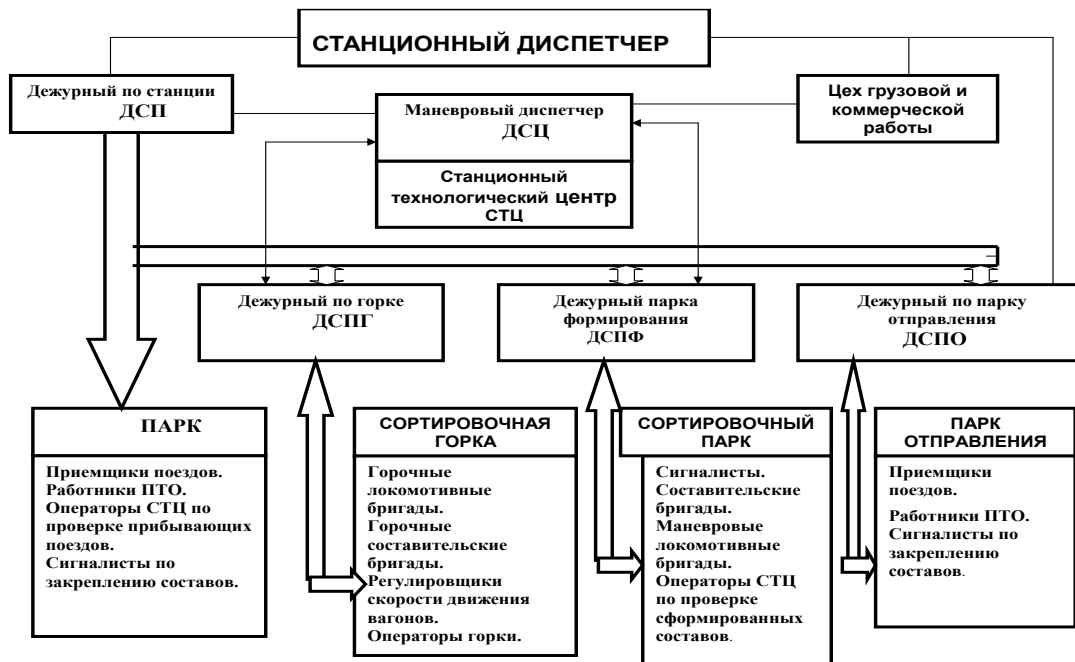 СТАНЦИОННЫЙ ДИСПЕТЧЕР
Дежурный по станции
ДСП
Маневровый диспетчер
ДСЦ
Станционный
технологический центр
СТЦ
Цех грузовой и
коммерческой
работы
Дежурный по горке
ДСПГ
Дежурный парка
формирования
ДСПФ
Дежурный по парку
отправления
ДСПО
ПАРК
Приемщики поездов.
Работники ПТО.
Операторы СТЦ по
проверке прибывающих
поездов.
Сигналисты по
закреплению составов.
СОРТИРОВОЧНАЯ
ГОРКА
Горочные
локомотивные
бригады.
Горочные
составительские
бригады.
Регулировщики
скорости движения
вагонов.
Операторы горки.
СОРТИРОВОЧНЫЙ
ПАРК
Сигналисты.
Составительские
бригады.
Маневровые
локомотивные
бригады.
Операторы СТЦ
по проверке
сформированных
составов.
ПАРК
ОТПРАВЛЕНИЯ
Приемщики
поездов.
Работники ПТО.
Сигналисты по
закреплению
составов.